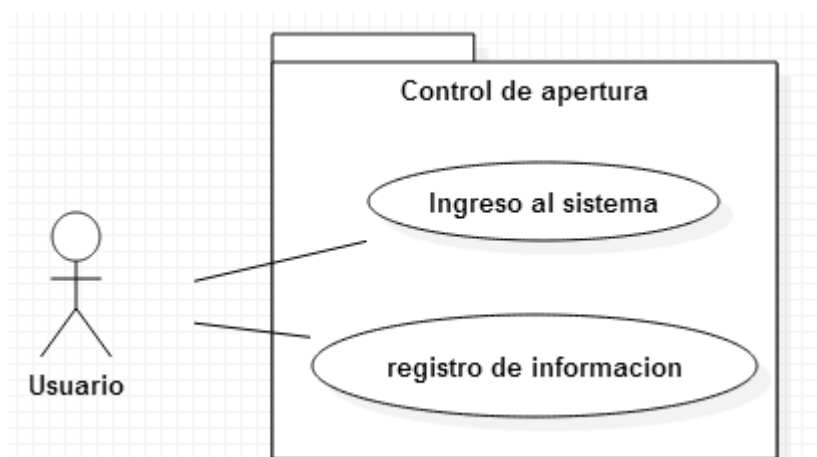 Control de apertura
Ingreso al sistema
registro de informacion
Usuario